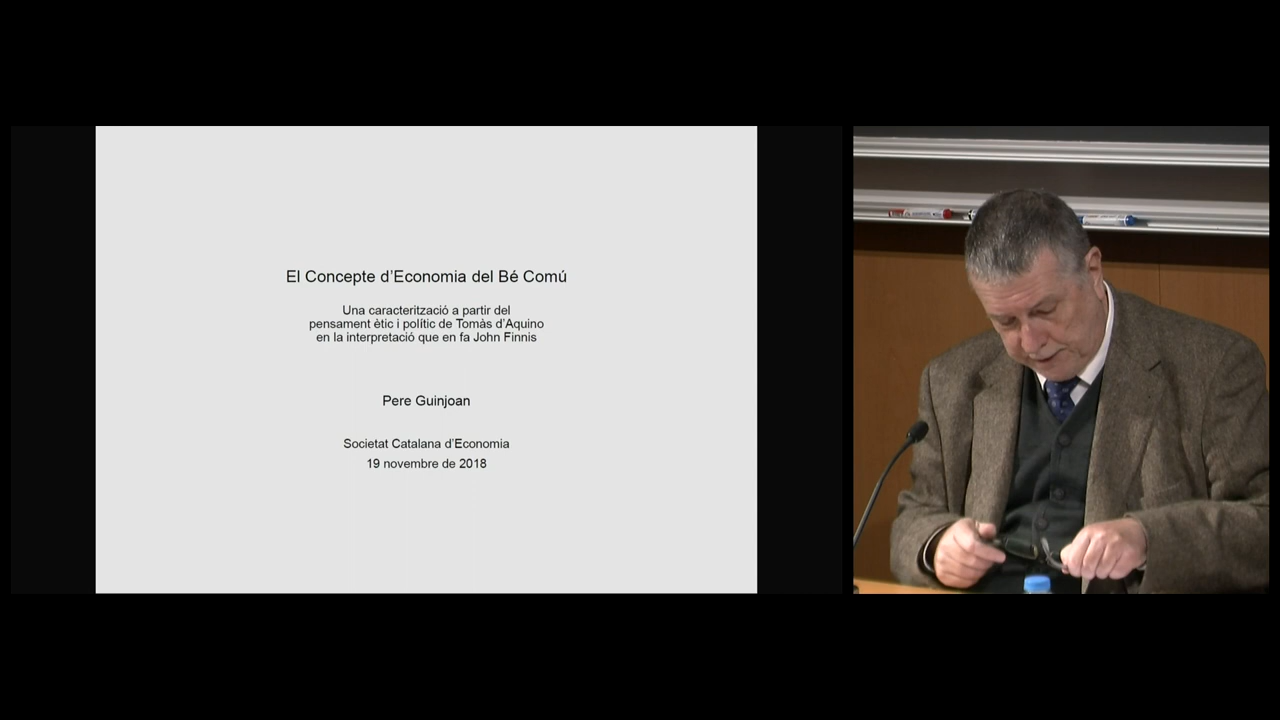 El Concepte d'Economia del Bé Comú
Una caracterització a partir del
pensament ètic i polític de Tomàs d'Aquino
en la interpretació que en fa John Finnis
Pere Guinjoan
Societat Catalana d'Economia
19 novembre de 2018